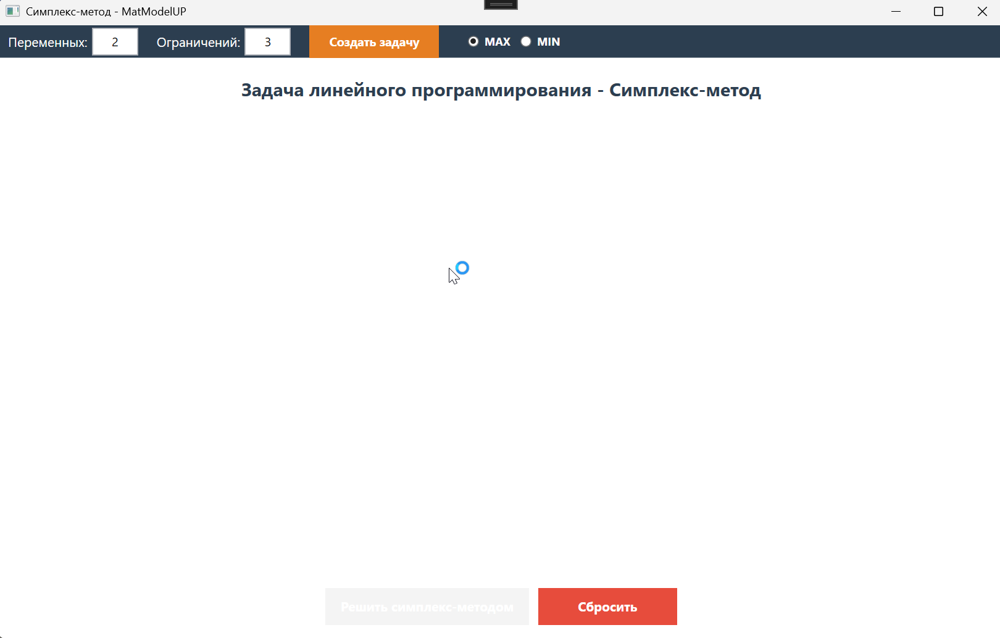 Симплекс-метод - MatModelUP
Переменных: 2 Ограничений: 3 Создать задачу MAX MIN
Задача линейного программирования - Симплекс-метод
Решить симплекс-методом Сбросить